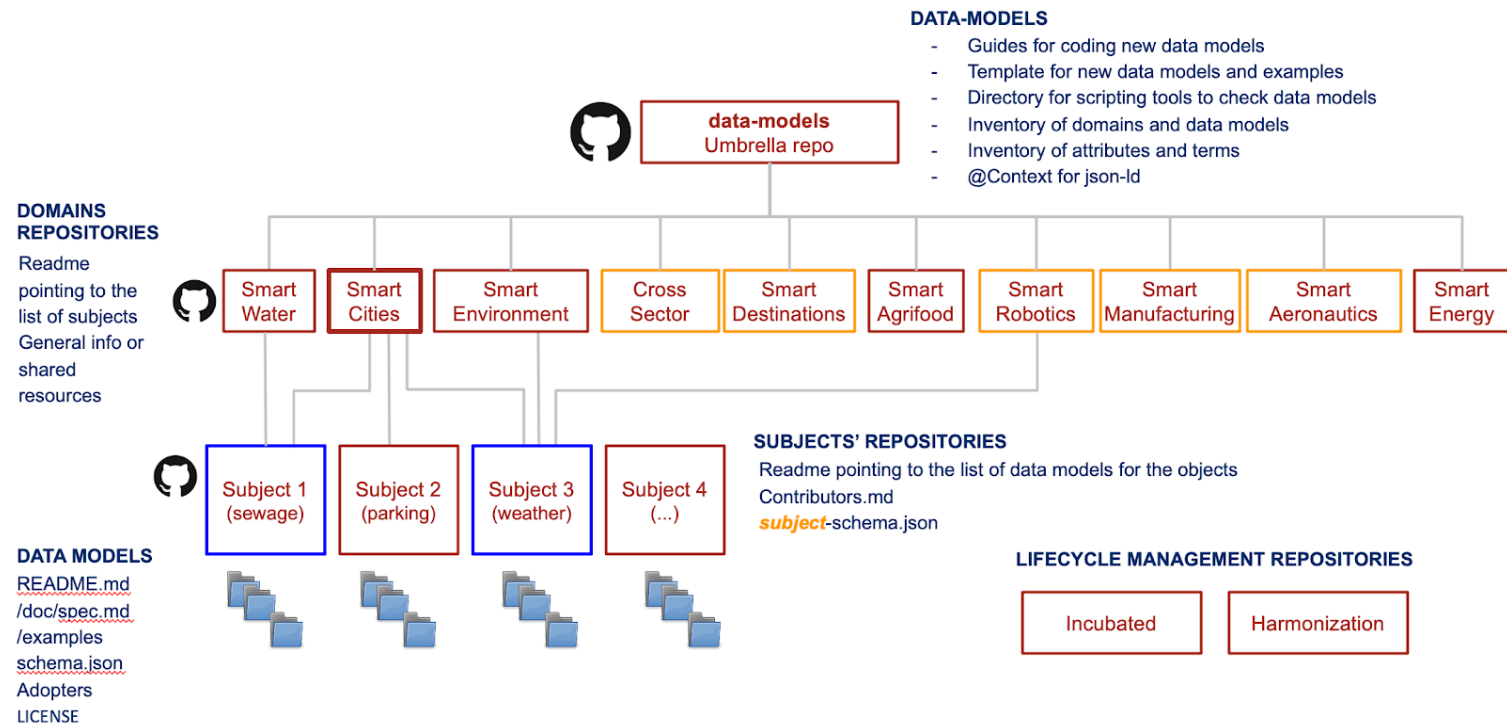 DATA-MODELS
- Guides for coding new data models
- Template for new data models and examples
- Directory for scripting tools to check data models
- Inventory of domains and data models
- Inventory of attributes and terms
- @Context for json-ld
data-models
Umbrella repo
DOMAINS
REPOSITORIES
Readme
pointing to the
list of subjects
General info or
shared
resources
Smart
Water
Smart
Cities
Smart
Environment
Cross
Sector
Smart
Destinations
Smart
Agrifood
Smart
Robotics
Smart
Manufacturing
Smart
Aeronautics
Smart
Energy
Subject 1
(sewage)
Subject 2
(parking)
Subject 3
(weather)
Subject 4
(...)
SUBJECTS’ REPOSITORIES
Readme pointing to the list of data models for the objects
Contributors.md
subject-schema.json
DATA MODELS
README.md
/doc/spec.md
/examples
schema.json
Adopters
LICENSE
LIFECYCLE MANAGEMENT REPOSITORIES
Incubated
Harmonization